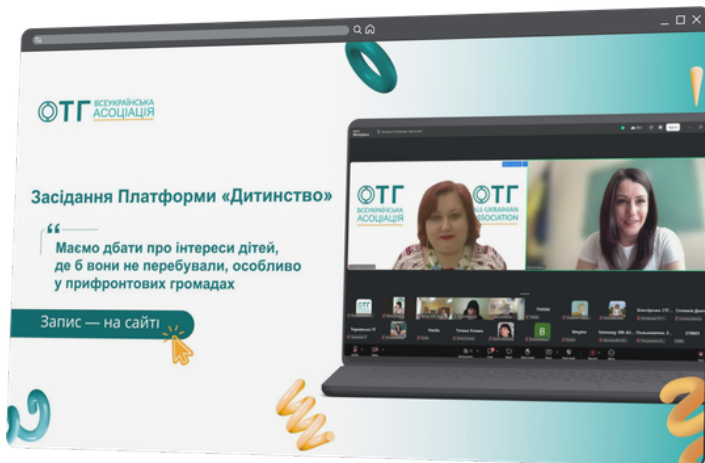 ОТГ
ВСЕУКРАЇНСЬКА
АСОЦІАЦІЯ
Засідання Платформи «Дитинство»
“
Маємо дбати про інтереси дітей,
де б вони не перебували, особливо
у прифронтових громадах
Запис — на сайті
ОТГ
ВСЕУКРАЇНСЬКА
АСОЦІАЦІЯ
ОТГ
ALL-UKRAINIAN
ASSOCIATION
ОТГ
B